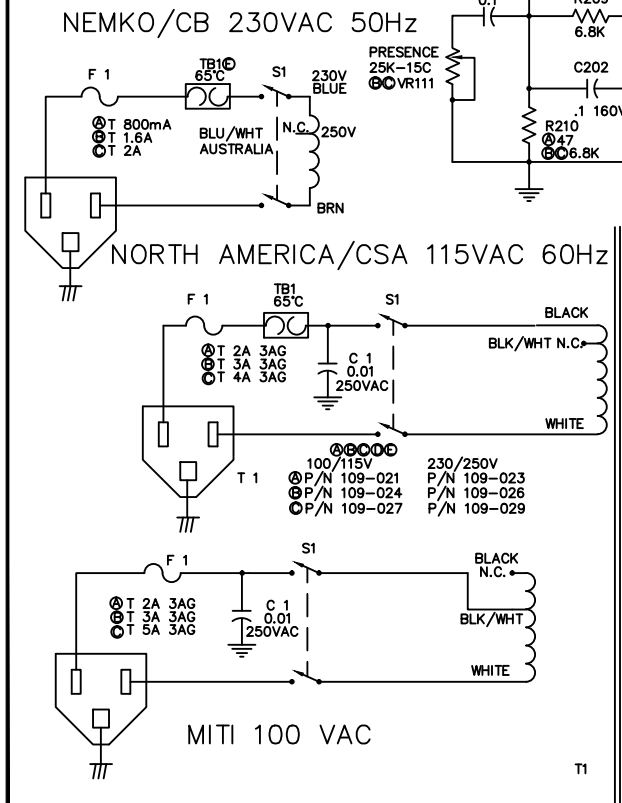 NEMKO/CB 230VAC 50Hz
F 1
TB1Ⓔ
65°C
S1
230V
BLUE
ⒶT 800mA
ⒷT 1.6A
ⒸT 2A
BLU/WHT
AUSTRALIA
N.C.
250V
BRN
0.1
PRESENCE
25K-15C
ⒷⒸVR111
6.8K
C202
.1 160V
R210
Ⓐ47
ⒷⒸ6.8K
NORTH AMERICA/CSA 115VAC 60Hz
F 1
TB1
65°C
S1
BLACK
ⒶT 2A 3AG
ⒷT 3A 3AG
ⒸT 4A 3AG
C 1
0.01
250VAC
BLK/WHT N.C.
WHITE
T 1
ⒶⒷⒸⒹⒺ
100/115V 230/250V
ⒶP/N 109-021 P/N 109-023
ⒷP/N 109-024 P/N 109-026
ⒸP/N 109-027 P/N 109-029
F 1
S1
BLACK
N.C.
ⒶT 2A 3AG
ⒷT 3A 3AG
ⒸT 5A 3AG
C 1
0.01
250VAC
BLK/WHT
WHITE
MITI 100 VAC
T1